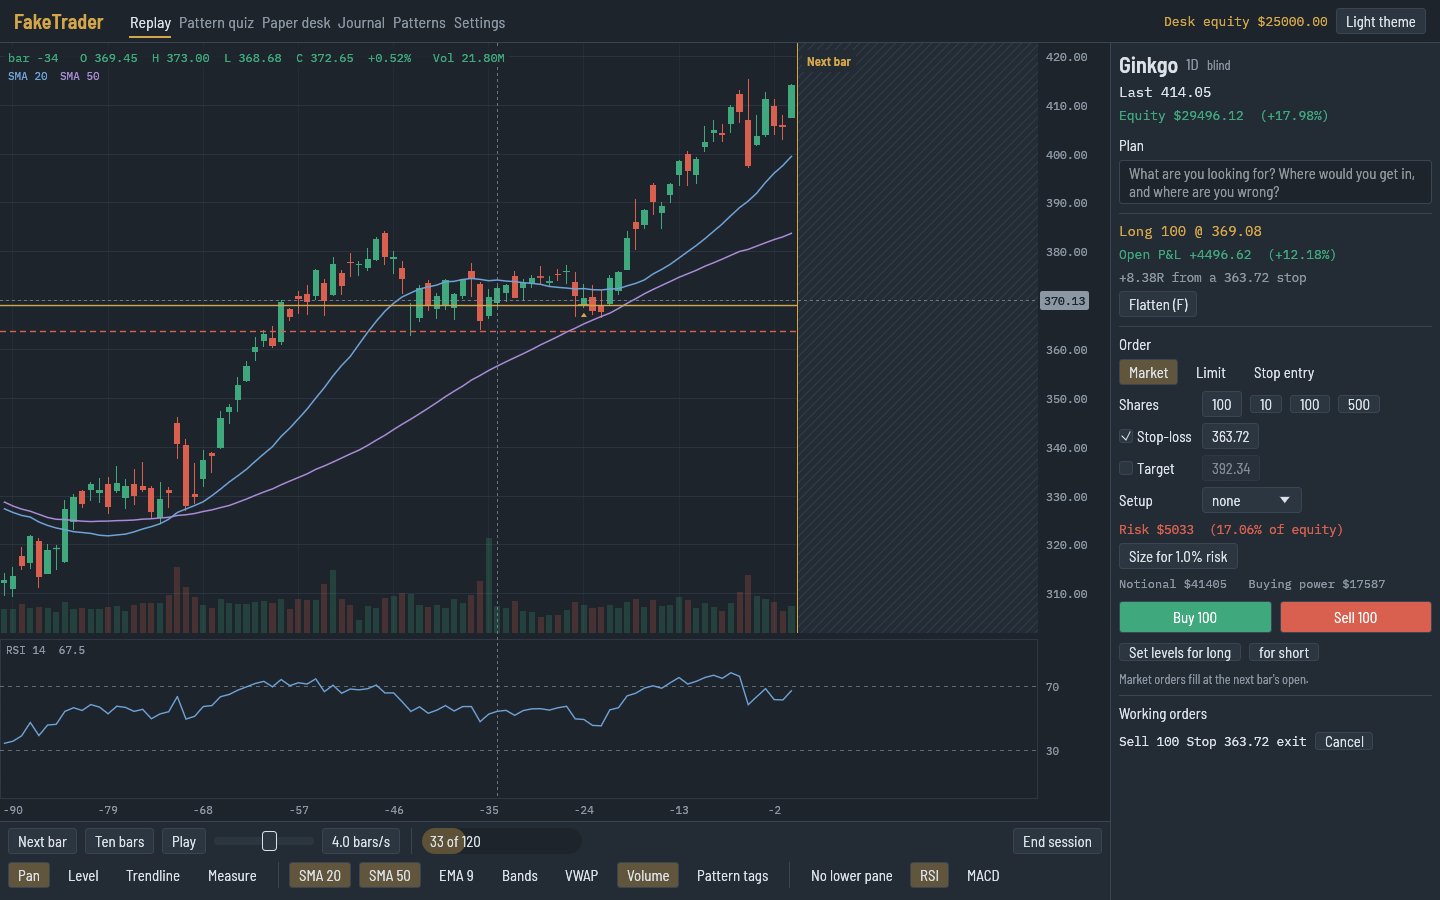 FakeTrader Replay Pattern quiz Paper desk Journal Patterns Settings Desk equity $25000.00 Light theme
bar -34 O 369.45 H 373.00 L 368.68 C 372.65 +0.52% Vol 21.80M
SMA 20 SMA 50
Next bar
420.00
410.00
400.00
390.00
380.00
370.13
360.00
350.00
340.00
330.00
320.00
310.00
RSI 14 67.5
70
30
-90 -79 -68 -57 -46 -35 -24 -13 -2
Next bar Ten bars Play 4.0 bars/s 33 of 120 End session
Pan Level Trendline Measure SMA 20 SMA 50 EMA 9 Bands VWAP Volume Pattern tags No lower pane RSI MACD
Ginkgo 1D blind
Last 414.05
Equity $29496.12 (+17.98%)
Plan
What are you looking for? Where would you get in,
and where are you wrong?
Long 100 @ 369.08
Open P&L +4496.62 (+12.18%)
+8.38R from a 363.72 stop
Flatten (F)
Order
Market Limit Stop entry
Shares 100 10 100 500
Stop-loss 363.72
Target 392.34
Setup none
Risk $5033 (17.06% of equity)
Size for 1.0% risk
Notional $41405 Buying power $17587
Buy 100 Sell 100
Set levels for long for short
Market orders fill at the next bar's open.
Working orders
Sell 100 Stop 363.72 exit Cancel